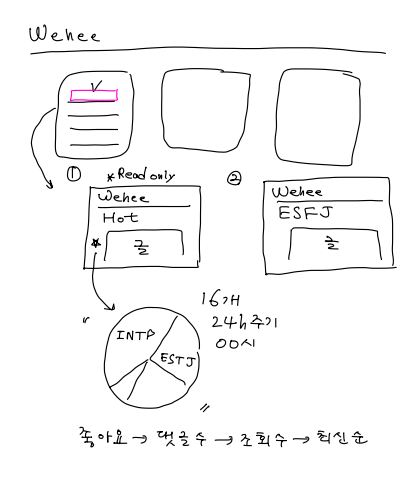 Wehee
V
① *Read only
②
Wehee
Hot
* 글
Wehee
ESFJ
글
16개
24h주기
00시
INTP
ESTJ
좋아요 → 댓글수 → 조회수 → 최신순